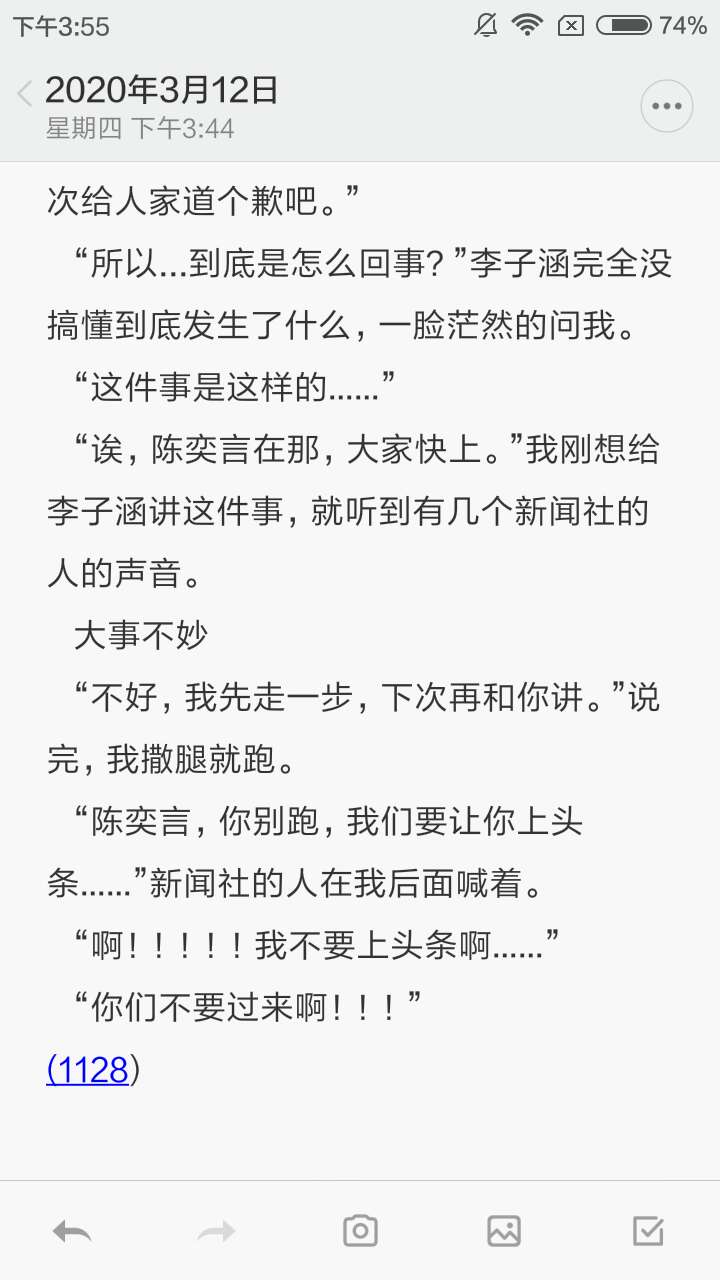 下午3:55
74%
2020年3月12日
星期四 下午3:44
次给人家道个歉吧。”
“所以...到底是怎么回事？”李子涵完全没
搞懂到底发生了什么，一脸茫然的问我。
“这件事是这样的......”
“诶，陈奕言在那，大家快上。”我刚想给
李子涵讲这件事，就听到有几个新闻社的
人的声音。
大事不妙
“不好，我先走一步，下次再和你讲。”说
完，我撒腿就跑。
“陈奕言，你别跑，我们要让你上头
条......”新闻社的人在我后面喊着。
“啊！！！！！我不要上头条啊......”
“你们不要过来啊！！！”
(1128)